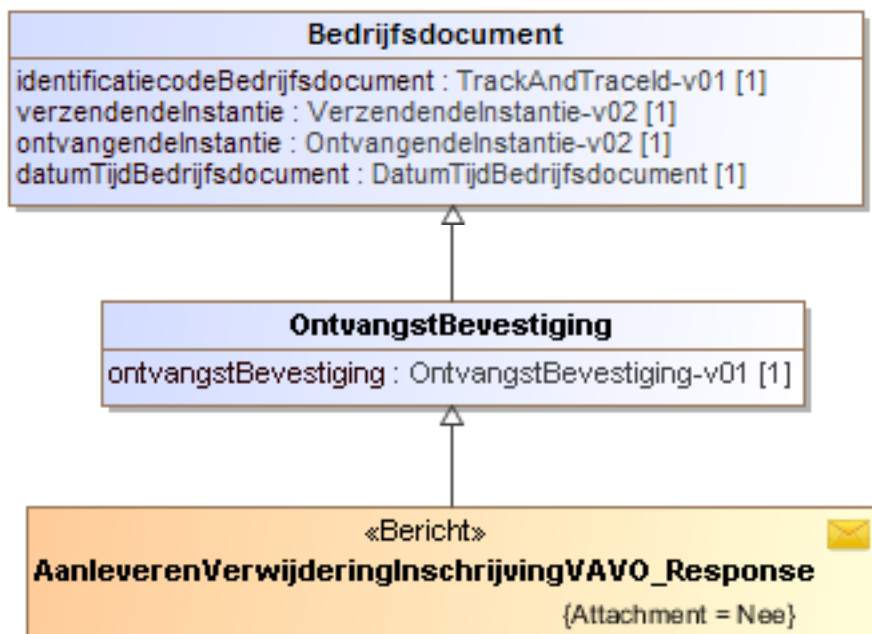 Bedrijfsdocument
identificatiecodeBedrijfsdocument : TrackAndTraceId-v01 [1]
verzendendeInstantie : VerzendendeInstantie-v02 [1]
ontvangendeInstantie : OntvangendeInstantie-v02 [1]
datumTijdBedrijfsdocument : DatumTijdBedrijfsdocument [1]
OntvangstBevestiging
ontvangstBevestiging : OntvangstBevestiging-v01 [1]
«Bericht»
AanleverenVerwijderingInschrijvingVAVO_Response
{Attachment = Nee}